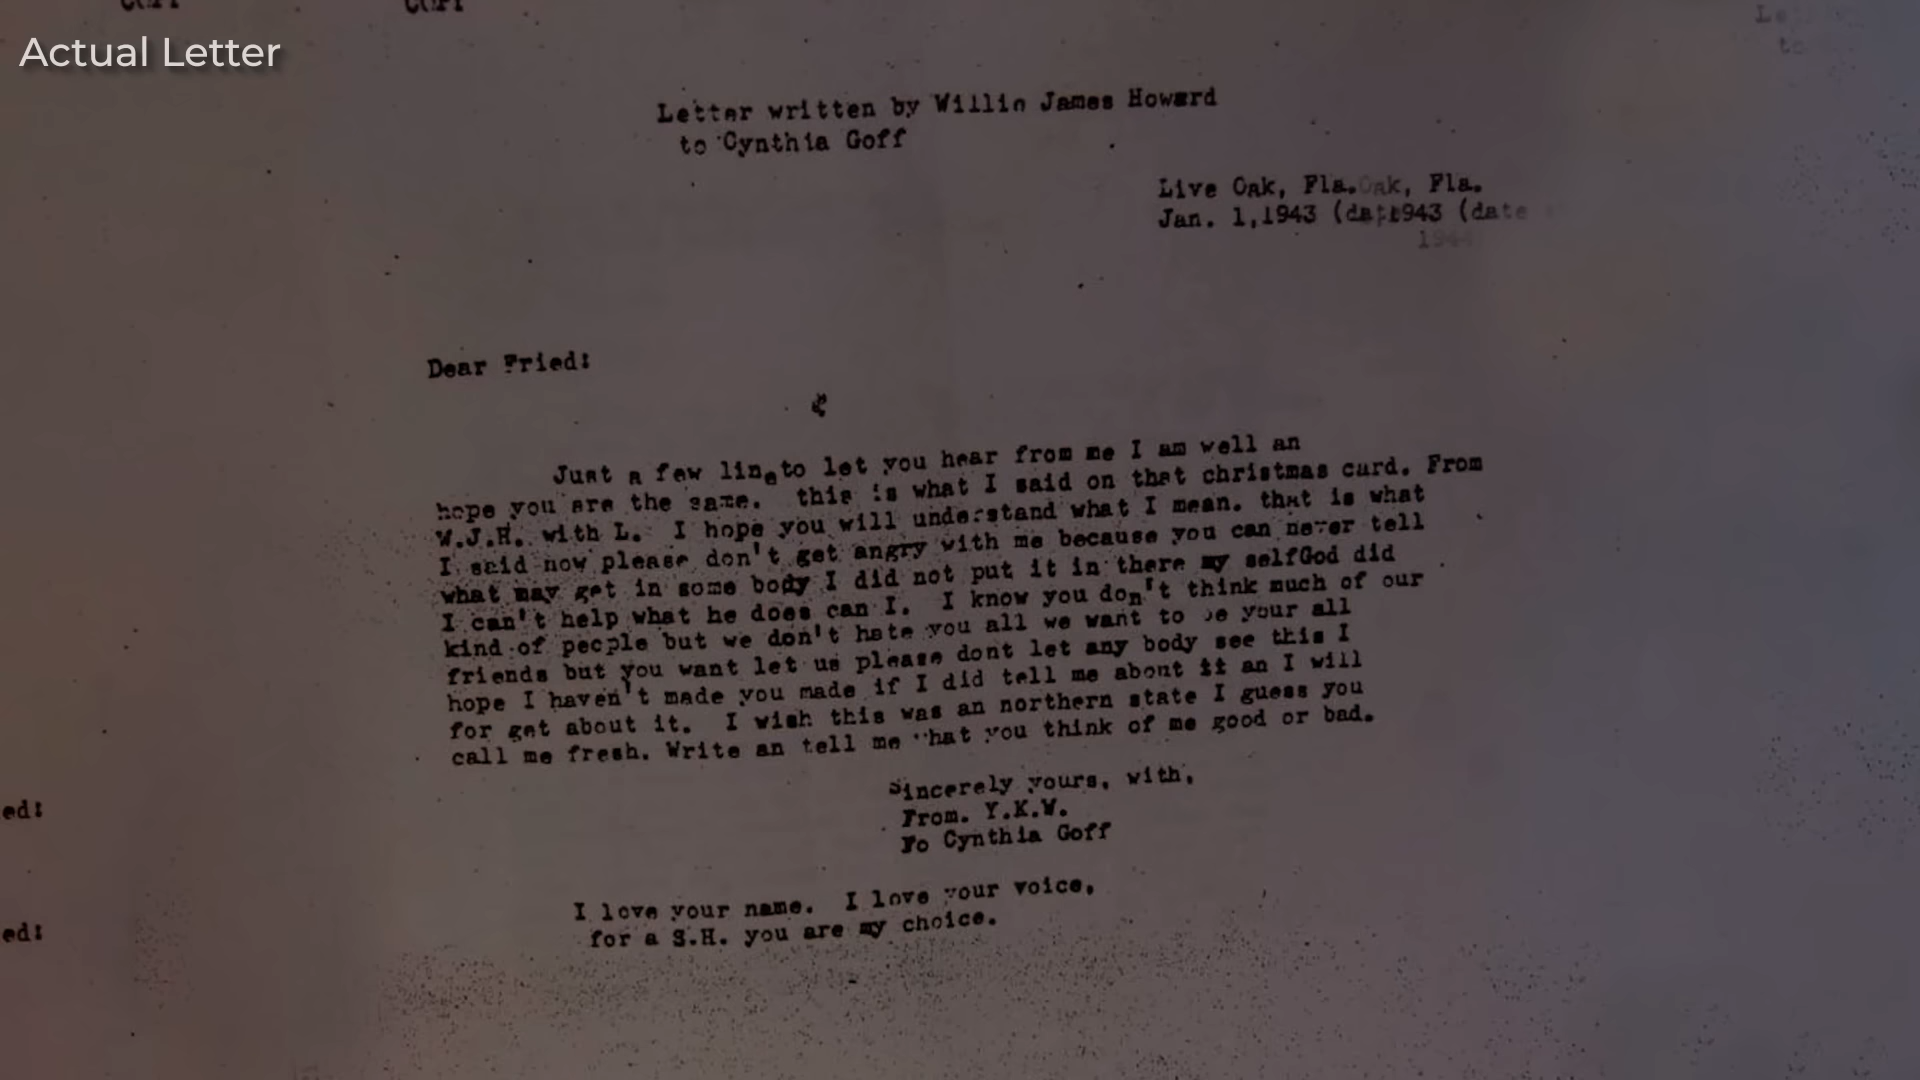 COPY
COPY
Actual Letter
Letter written by Willie James Howard
to Cynthia Goff
Live Oak, Fla. Oak, Fla.
Jan. 1,1943 (dat 1943 (date
1944
Dear Fried:
Just a few line to let you hear from me I am well an
hope you are the same. this is what I said on that christmas card. From
W.J.H. with L. I hope you will understand what I mean. that is what
I said now please don't get angry with me because you can never tell
what may get in some body I did not put it in there my selfGod did
I can't help what he does can I. I know you don't think much of our
kind of people but we don't hate you all we want to be your all
friends but you want let us please dont let any body see this I
hope I haven't made you made if I did tell me about it an I will
for get about it. I wish this was an northern state I guess you
call me fresh. Write an tell me what you think of me good or bad.
Sincerely yours, with,
From. Y.K.W.
To Cynthia Goff
I love your name. I love your voice,
for a S.H. you are my choice.
ed:
ed: